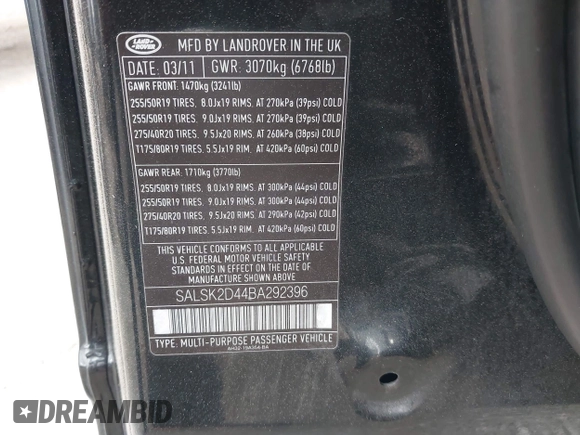 LAND
ROVER
MFD BY LANDROVER IN THE UK
DATE: 03/11 GWR: 3070kg (6768lb)
GAWR FRONT: 1470kg (3241lb)
255/50R19 TIRES. 8.0Jx19 RIMS. AT 270kPa (39psi) COLD
255/50R19 TIRES. 9.0Jx19 RIMS. AT 270kPa (39psi) COLD
275/40R20 TIRES. 9.5Jx20 RIMS. AT 260kPa (38psi) COLD
T175/80R19 TIRES. 5.5Jx19 RIM. AT 420kPa (60psi) COLD
GAWR REAR: 1710kg (3770lb)
255/50R19 TIRES. 8.0Jx19 RIMS. AT 300kPa (44psi) COLD
255/50R19 TIRES. 9.0Jx19 RIMS. AT 300kPa (44psi) COLD
275/40R20 TIRES. 9.5Jx20 RIMS. AT 290kPa (42psi) COLD
T175/80R19 TIRES. 5.5Jx19 RIM. AT 420kPa (60psi) COLD
THIS VEHICLE CONFORMS TO ALL APPLICABLE
U.S. FEDERAL MOTOR VEHICLE SAFETY
STANDARDS IN EFFECT ON THE DATE OF
MANUFACTURE SHOWN ABOVE
SALSK2D44BA292396
TYPE: MULTI-PURPOSE PASSENGER VEHICLE
DREAMBID